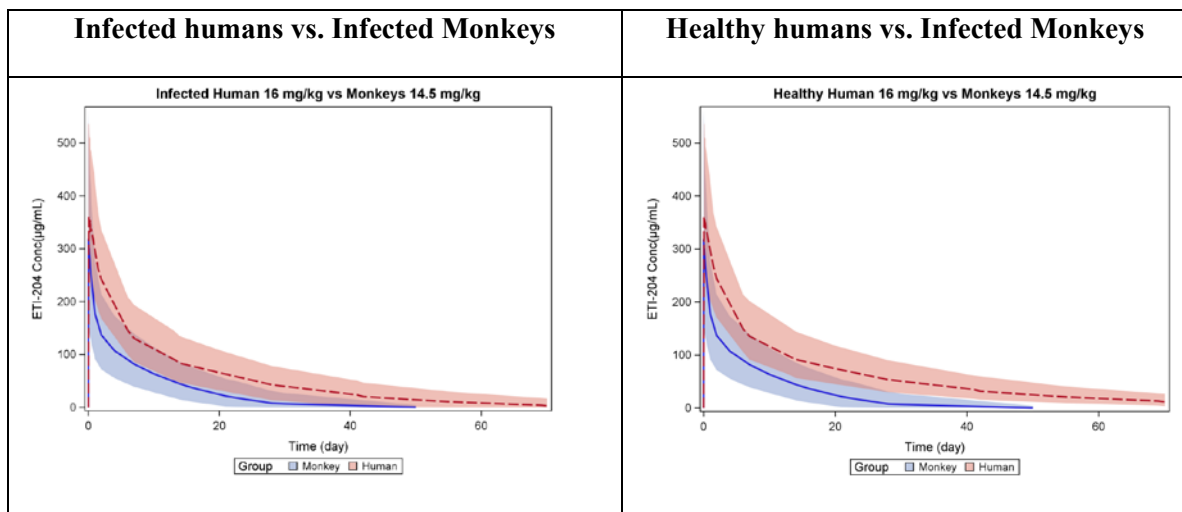 Infected humans vs. Infected Monkeys
Healthy humans vs. Infected Monkeys
Infected Human 16 mg/kg vs Monkeys 14.5 mg/kg
500
400
300
200
100
0
ETI-204 Conc(µg/mL)
0
20
40
60
Time (day)
Group Monkey Human
Healthy Human 16 mg/kg vs Monkeys 14.5 mg/kg
500
400
300
200
100
0
ETI-204 Conc(µg/mL)
0
20
40
60
Time (day)
Group Monkey Human